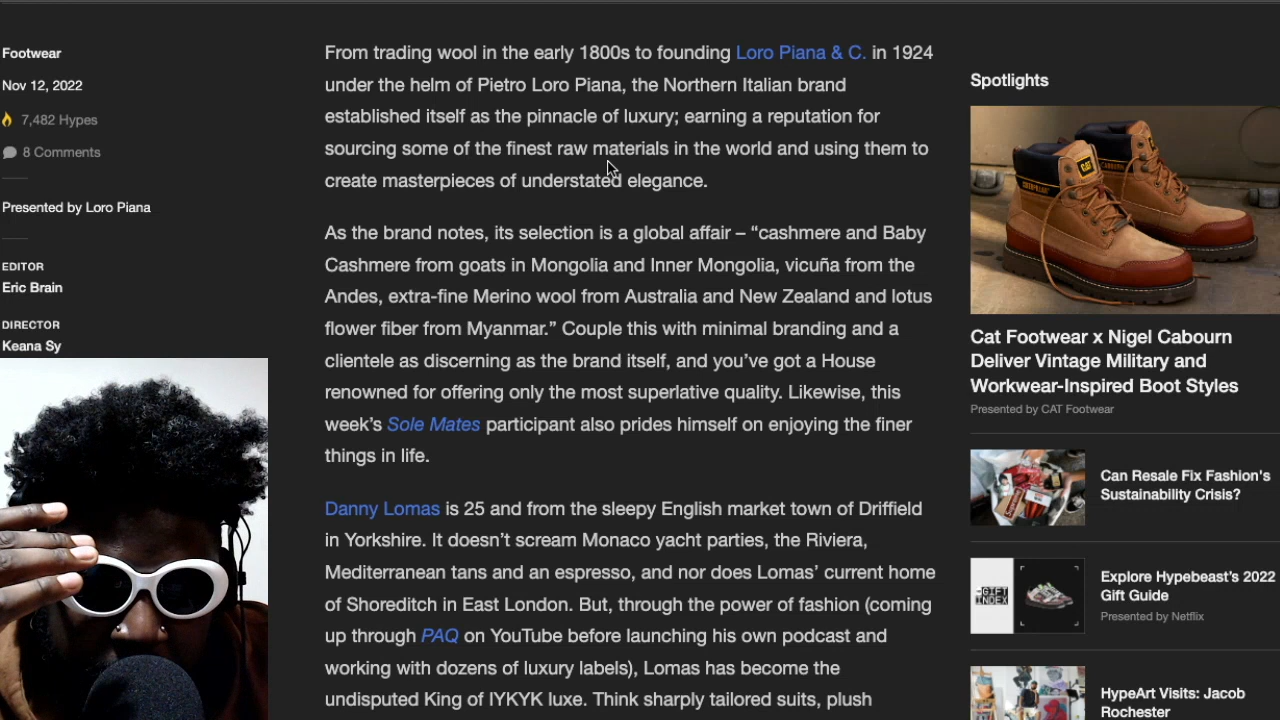 Footwear
Nov 12, 2022
7,482 Hypes
8 Comments
Presented by Loro Piana
EDITOR
Eric Brain
DIRECTOR
Keana Sy
From trading wool in the early 1800s to founding Loro Piana & C. in 1924
under the helm of Pietro Loro Piana, the Northern Italian brand
established itself as the pinnacle of luxury; earning a reputation for
sourcing some of the finest raw materials in the world and using them to
create masterpieces of understated elegance.
As the brand notes, its selection is a global affair – “cashmere and Baby
Cashmere from goats in Mongolia and Inner Mongolia, vicuña from the
Andes, extra-fine Merino wool from Australia and New Zealand and lotus
flower fiber from Myanmar.” Couple this with minimal branding and a
clientele as discerning as the brand itself, and you’ve got a House
renowned for offering only the most superlative quality. Likewise, this
week’s Sole Mates participant also prides himself on enjoying the finer
things in life.
Danny Lomas is 25 and from the sleepy English market town of Driffield
in Yorkshire. It doesn’t scream Monaco yacht parties, the Riviera,
Mediterranean tans and an espresso, and nor does Lomas’ current home
of Shoreditch in East London. But, through the power of fashion (coming
up through PAQ on YouTube before launching his own podcast and
working with dozens of luxury labels), Lomas has become the
undisputed King of IYKYK luxe. Think sharply tailored suits, plush
Spotlights
CAT
CATERPILLAR
Cat Footwear x Nigel Cabourn
Deliver Vintage Military and
Workwear-Inspired Boot Styles
Presented by CAT Footwear
Can Resale Fix Fashion's
Sustainability Crisis?
GIFT
INDEX
Explore Hypebeast’s 2022
Gift Guide
Presented by Netflix
HypeArt Visits: Jacob
Rochester